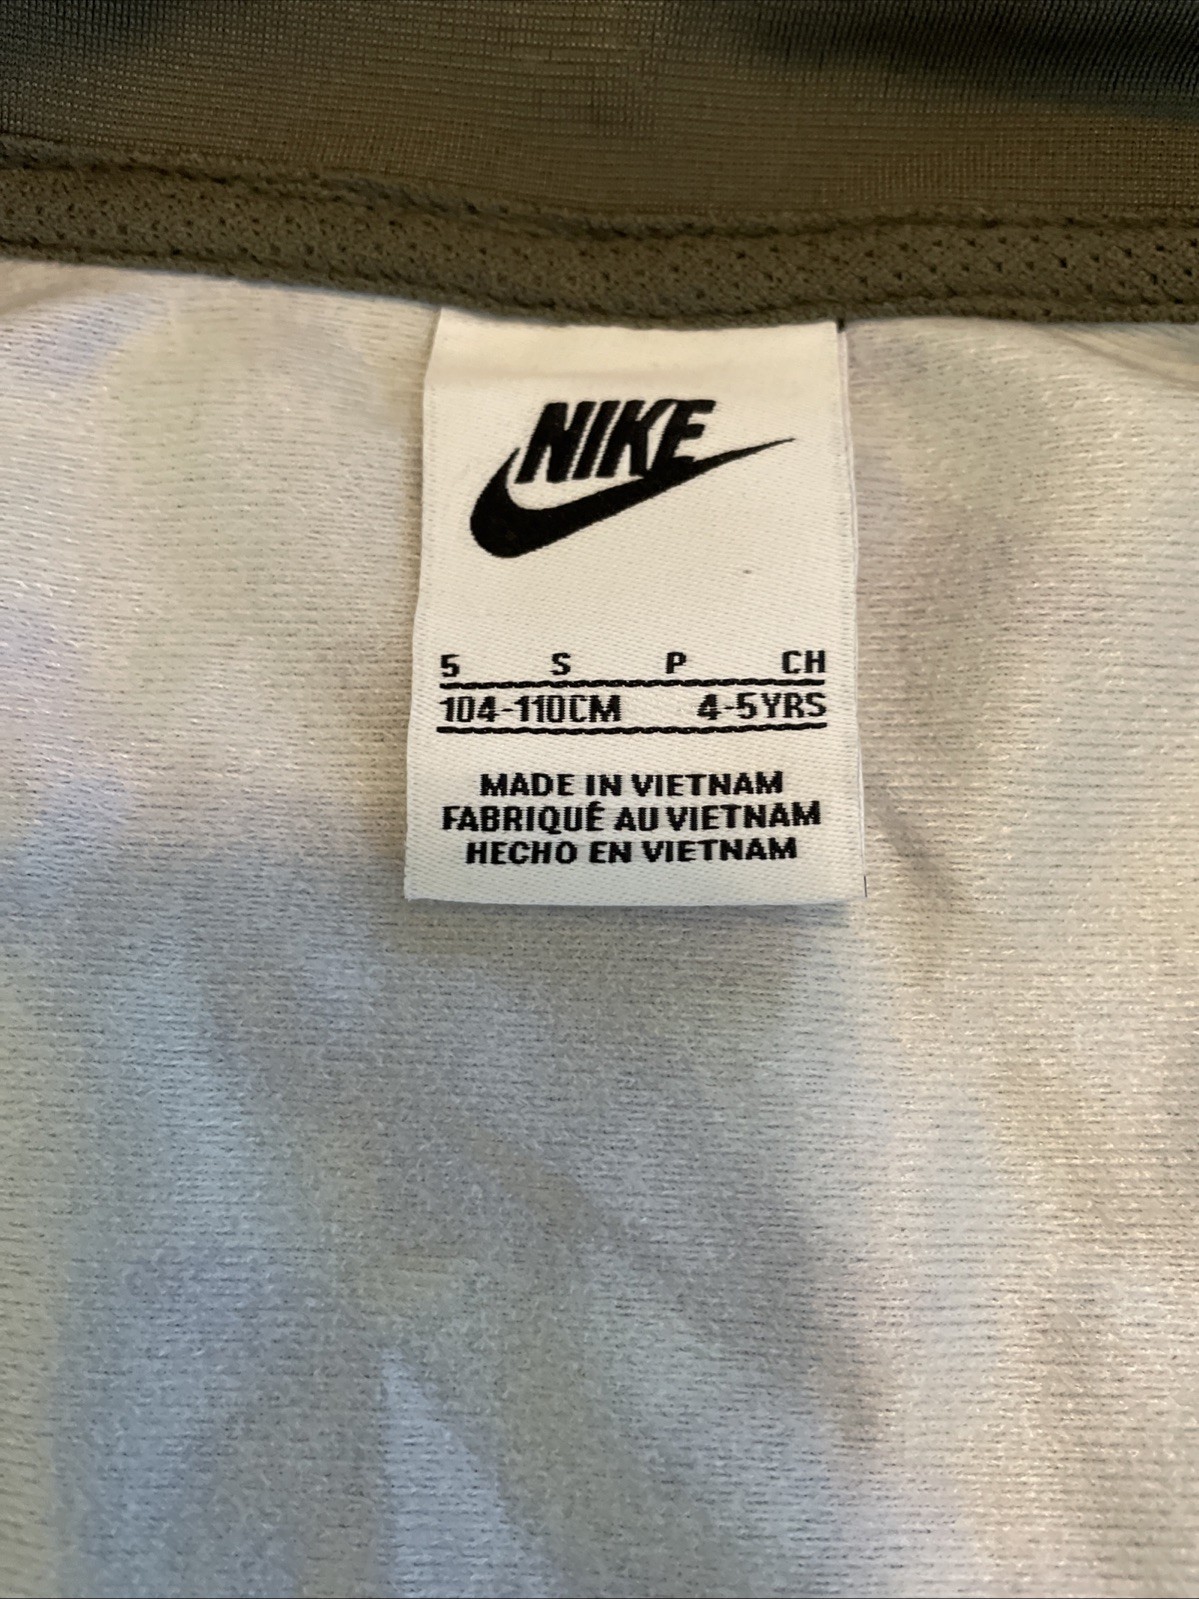 NIKE
5 S P CH
104-110CM 4-5YRS
MADE IN VIETNAM
FABRIQUÉ AU VIETNAM
HECHO EN VIETNAM